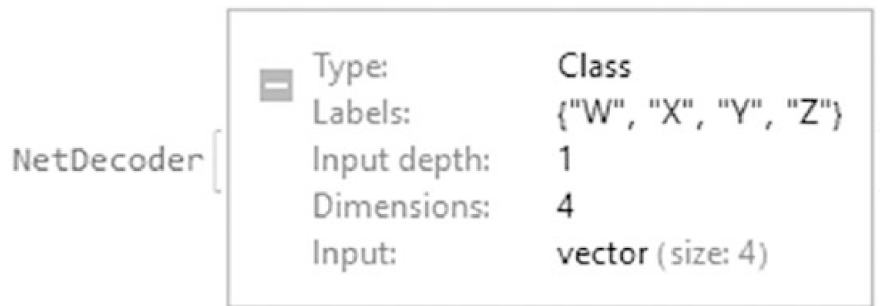 Type: Class
Labels: {"W", "X", "Y", "Z"}
NetDecoder[ Input depth: 1
Dimensions: 4
Input: vector (size: 4)